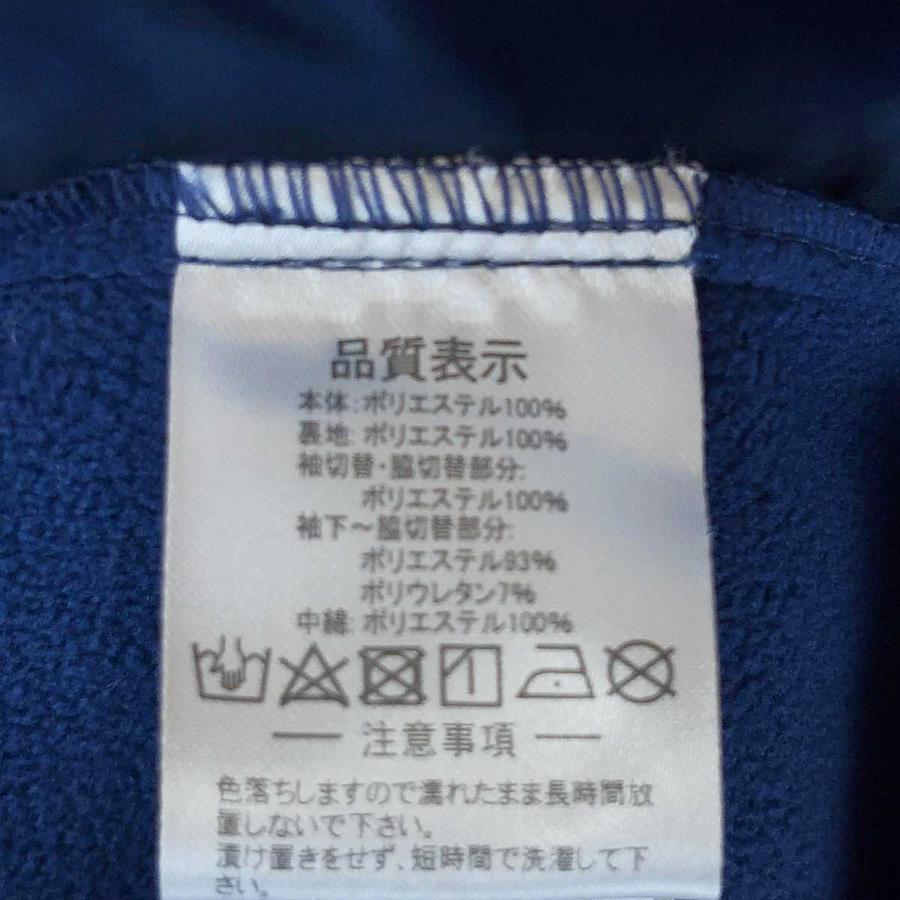 品質表示
本体:ポリエステル100%
裏地:ポリエステル100%
袖切替・脇切替部分:
ポリエステル100%
袖下〜脇切替部分:
ポリエステル93%
ポリウレタン7%
中綿:ポリエステル100%
注意事項
色落ちしますので濡れたまま長時間放
置しないで下さい。
漬け置きをせず、短時間で洗濯して下
さい。